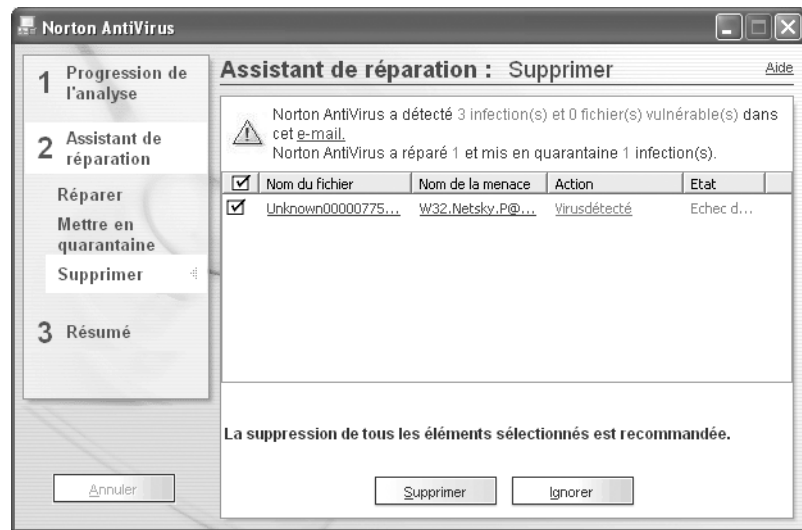 Norton AntiVirus
1 Progression de
l'analyse
2 Assistant de
réparation
Réparer
Mettre en
quarantaine
Supprimer
3 Résumé
Annuler
Assistant de réparation : Supprimer
Aide
Norton AntiVirus a détecté 3 infection(s) et 0 fichier(s) vulnérable(s) dans
cet e-mail.
Norton AntiVirus a réparé 1 et mis en quarantaine 1 infection(s).
Nom du fichier Nom de la menace Action Etat
Unknown00000775... W32.Netsky.P@... Virusdétecté Echec d...
La suppression de tous les éléments sélectionnés est recommandée.
Supprimer Ignorer